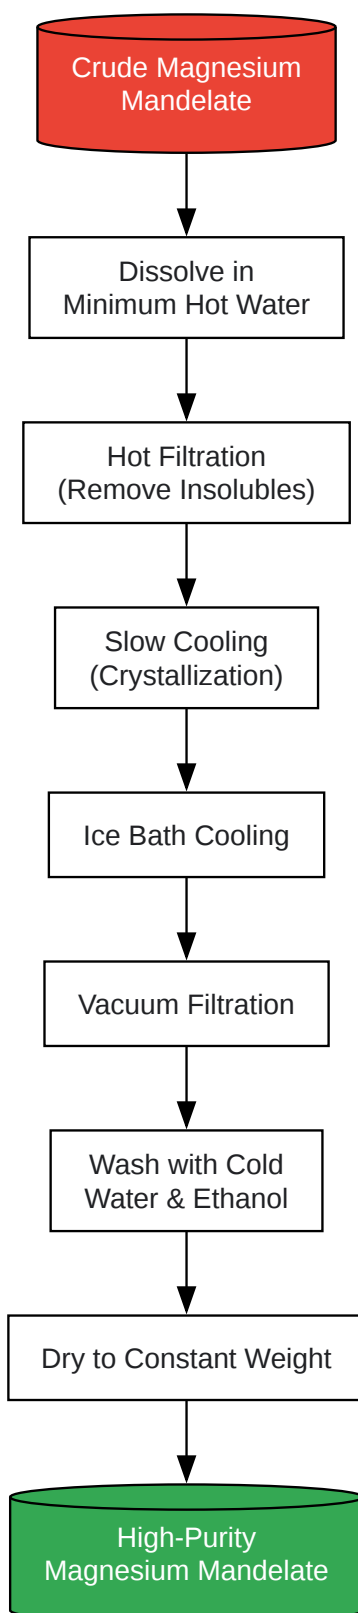 Crude Magnesium
Mandelate
Dissolve in
Minimum Hot Water
Hot Filtration
(Remove Insolubles)
Slow Cooling
(Crystallization)
Ice Bath Cooling
Vacuum Filtration
Wash with Cold
Water & Ethanol
Dry to Constant Weight
High-Purity
Magnesium Mandelate